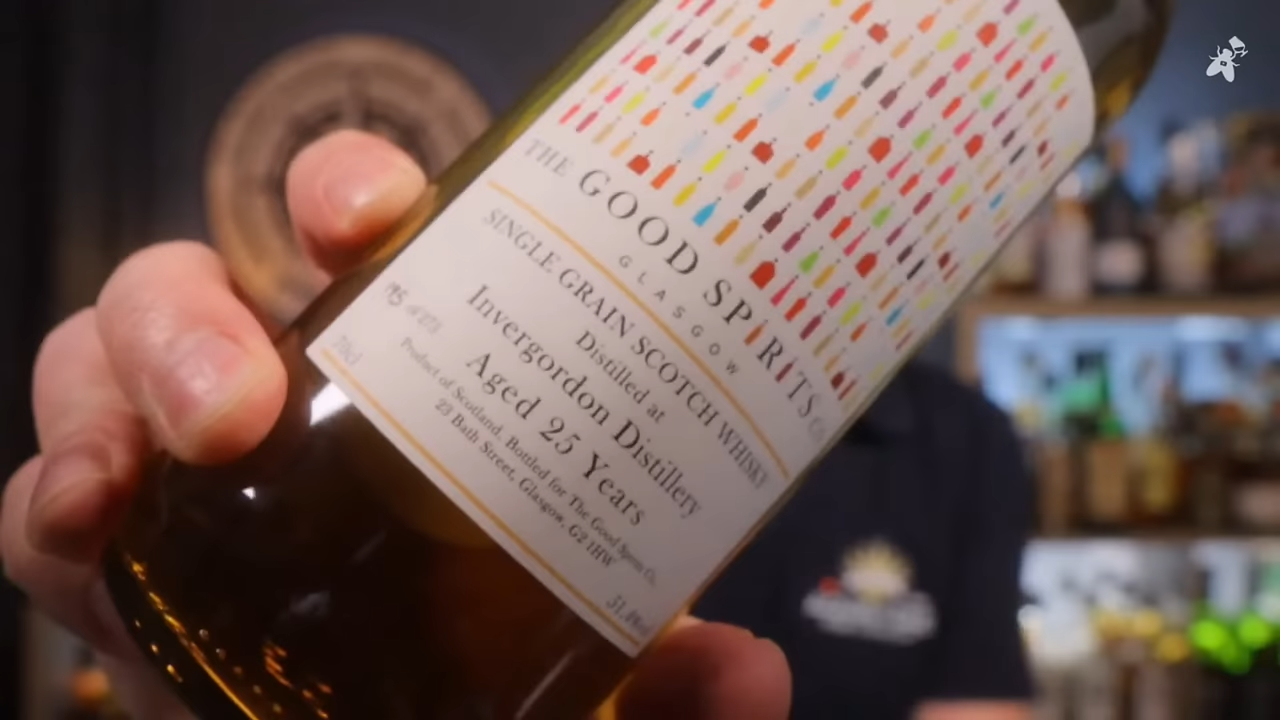 THE GOOD SPIRITS Co.
GLASGOW
SINGLE GRAIN SCOTCH WHISKY
Distilled at
Invergordon Distillery
Aged 25 Years
Product of Scotland. Bottled for The Good Spirits Co.
23 Bath Street, Glasgow, G2 1HW
70cl